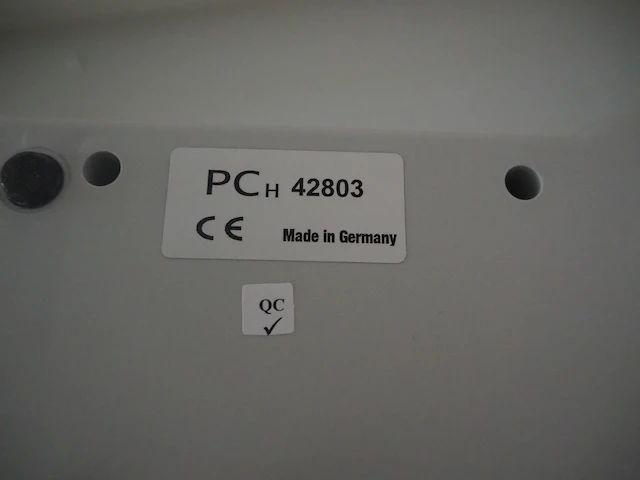 PCH 42803
CE Made in Germany
QC
✓